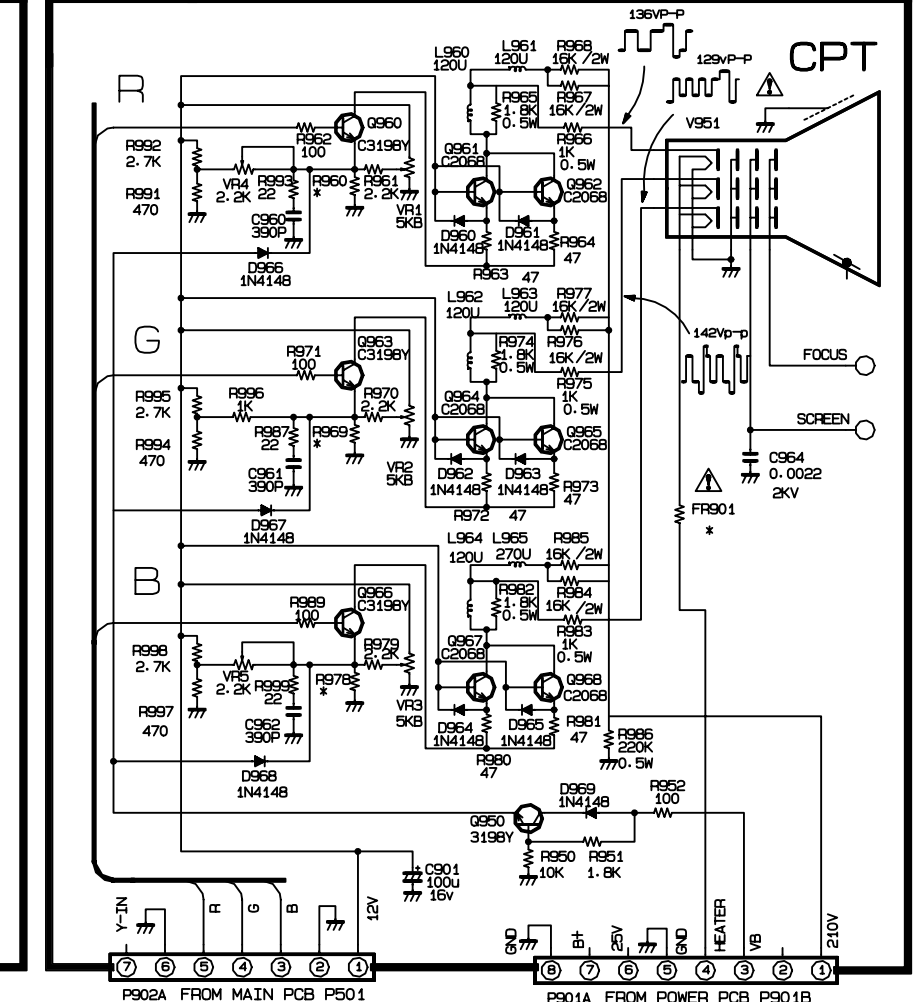 136VP-P
129vP-P
CPT
V951
R
L960
120U
L961
120U
R968
16K /2W
R967
16K/2W
R965
1.8K
0.5W
R966
1K
0.5W
Q960
C3198Y
R962
100
R992
2.7K
R991
470
VR4
2.2K
R993
22
R960
*
R961
2.2K
C960
390P
VR1
5KB
Q961
C2068
Q962
C2068
D960
1N4148
D961
1N4148
R964
47
R963 47
D966
1N4148
G
L962
120U
L963
120U
R977
16K/2W
R976
16K/2W
R974
1.8K
0.5W
R975
1K
0.5W
142Vp-p
Q963
C3198Y
R971
100
R995
2.7K
R994
470
R996
1K
R987
22
R969
*
R970
2.2K
C961
390P
VR2
5KB
Q964
C2068
Q965
C2068
D962
1N4148
D963
1N4148
R973
47
R972 47
D967
1N4148
FOCUS
SCREEN
C964
0.0022
2KV
FR901
*
B
L964
120U
L965
270U
R985
16K /2W
R984
16K /2W
R982
1.8K
0.5W
R983
1K
0.5W
Q966
C3198Y
R989
100
R998
2.7K
R997
470
VR5
2.2K
R999
22
R978
*
R979
2.2K
C962
390P
VR3
5KB
Q967
C2068
Q968
C2068
D964
1N4148
D965
1N4148
R981
47
R980
47
R986
220K
0.5W
D968
1N4148
D969
1N4148
R952
100
Q950
3198Y
R950
10K
R951
1.8K
C901
100u
16v
+
Y-IN
R
G
B
12V
7 6 5 4 3 2 1
P902A FROM MAIN PCB P501
GND
B+
25V
GND
HEATER
VB
210V
8 7 6 5 4 3 2 1
P901A FROM POWER PCB P901B